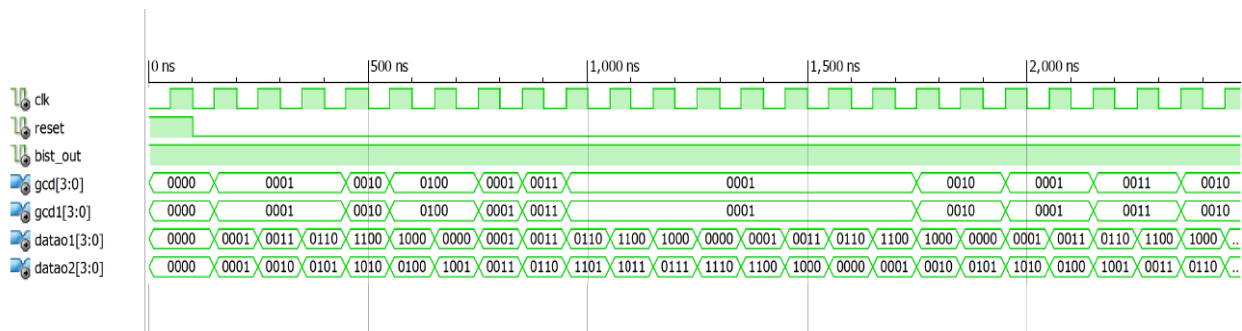 0 ns 500 ns 1,000 ns 1,500 ns 2,000 ns
clk
reset
bist_out
gcd[3:0] 0000 0001 0010 0100 0001 0011 0001 0010 0001 0011 0010
gcd1[3:0] 0000 0001 0010 0100 0001 0011 0001 0010 0001 0011 0010
datao1[3:0] 0000 0001 0011 0110 1100 1000 0000 0001 0011 0110 1100 1000 0000 0001 0011 0110 1100 1000 0000 0001 0011 0110 1100 1000 ...
datao2[3:0] 0000 0001 0010 0101 1010 0100 1001 0011 0110 1101 1011 0111 1110 1100 1000 0000 0001 0010 0101 1010 0100 1001 0011 0110 ...